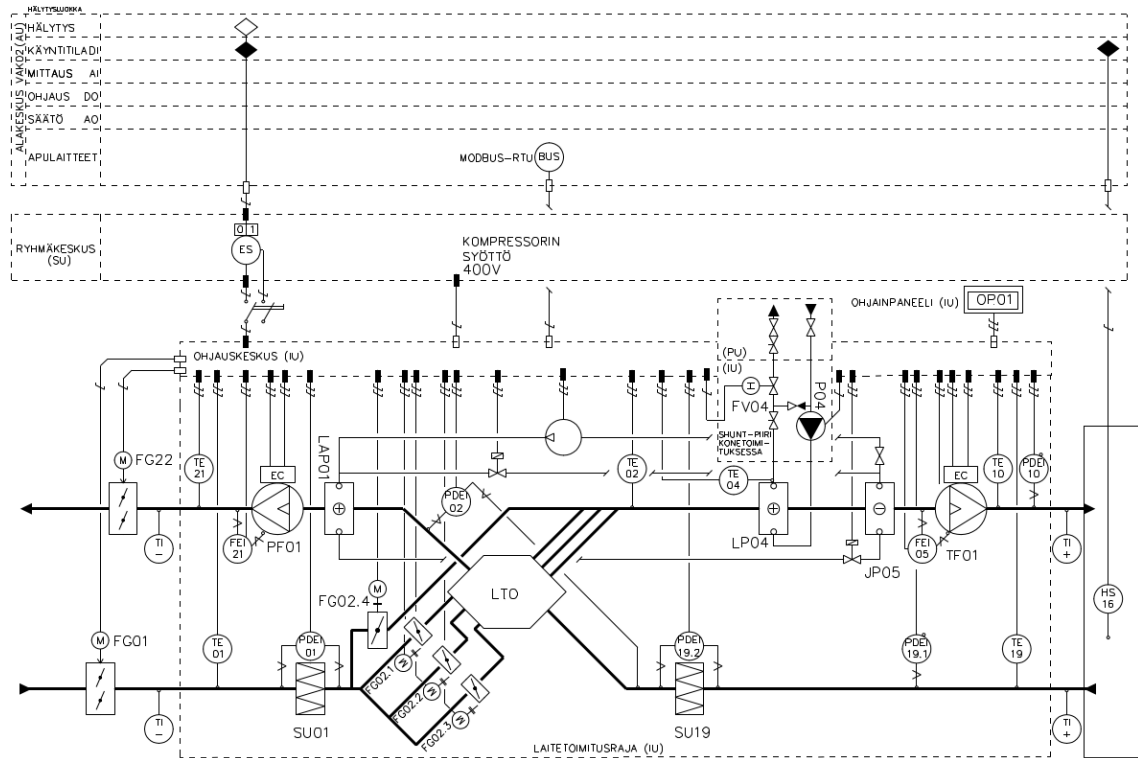 HÄLYTYSLUOKKA
ALAKESKUS VAK02 (AU)
HÄLYTYS
KÄYNTITILADI
MITTAUS AI
OHJAUS DO
SÄÄTÖ AO
APULAITTEET
MODBUS-RTU BUS
RYHMÄKESKUS
(SU)
0 1
ES
KOMPRESSORIN
SYÖTTÖ
400V
OHJAINPANEELI (IU)
OP01
OHJAUSKESKUS (IU)
(PU)
(IU)
H
FV04
P04
SHUNT-PIIRI
KONETOIMI-
TUKSESSA
M FG22
TE
21
EC
LAP01
PDEI
02
TE
02
TE
04
EC
TE
10
PDEI
10
TI
-
FEI
21
PF01
LP04
JP05
FEI
05
TF01
TI
+
LTO
M
FG02.4
HS
16
M FG01
TE
01
PDEI
01
FG02.1
M
FG02.2
M
FG02.3
M
PDEI
19.2
PDEI
19.1
TE
19
TI
-
SU01
SU19
TI
+
LAITETOIMITUSRAJA (IU)